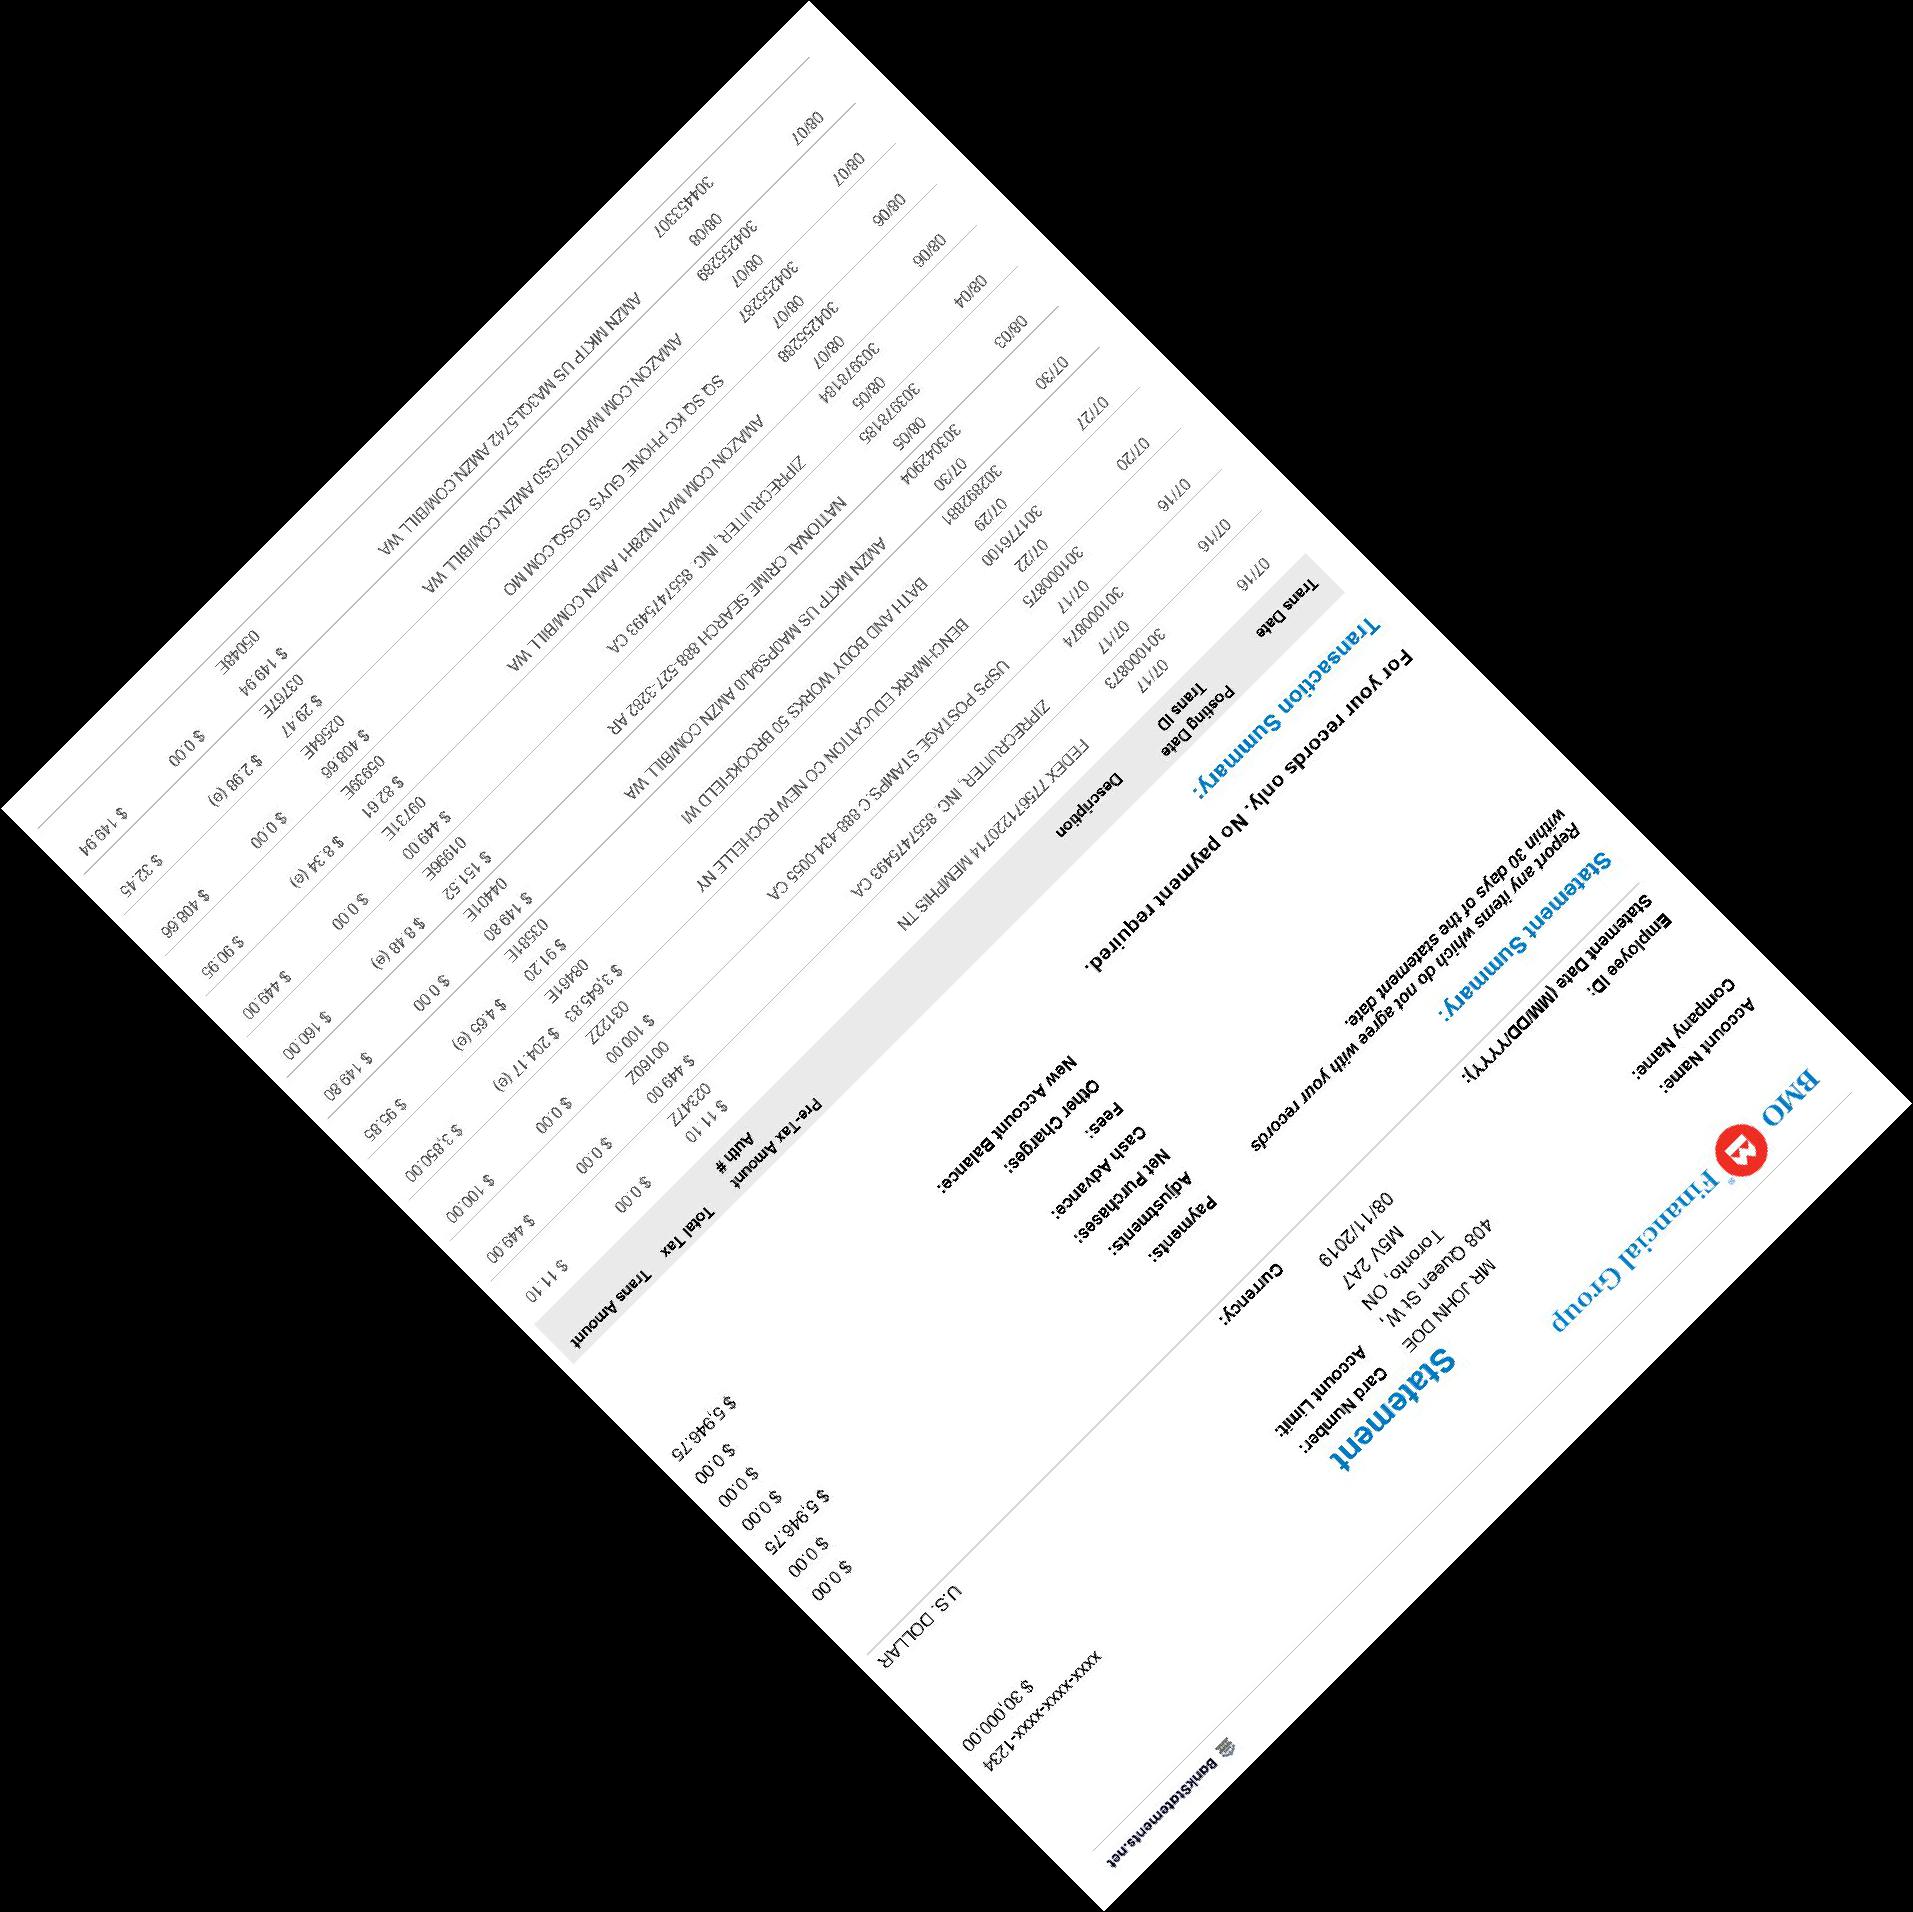 BankStatements.net
BMO Financial Group®
Statement
Account Name: MR JOHN DOE Card Number: xxxx-xxxx-xxxx-1234
Company Name: 408 Queen St W, Account Limit: $ 30,000.00
Toronto, ON
Employee ID: M5V 2A7
Statement Date (MM/DD/YYYY): 08/11/2019 Currency: U.S. DOLLAR
Statement Summary:
Report any items which do not agree with your records
within 30 days of the statement date.
Payments: $ 0.00
Adjustments: $ 0.00
Net Purchases: $ 5,946.75
Cash Advance: $ 0.00
Fees: $ 0.00
Other Charges: $ 0.00
New Account Balance: $ 5,946.75
For your records only. No payment required.
Transaction Summary:
Trans Date Posting Date Description Pre-Tax Amount Total Tax Trans Amount
Trans ID Auth #
07/16 07/17 FEDEX 775671220714 MEMPHIS TN $ 11.10 $ 0.00 $ 11.10
301000873 02347Z
07/16 07/17 ZIPRECRUITER, INC. 8557475493 CA $ 449.00 $ 0.00 $ 449.00
301000874 00160Z
07/16 07/17 USPS POSTAGE STAMPS.C 888-434-0055 CA $ 100.00 $ 0.00 $ 100.00
301000875 03122Z
07/20 07/22 BENCHMARK EDUCATION CO NEW ROCHELLE NY $ 3,645.83 $ 204.17 (e) $ 3,850.00
301776100 08461E
07/27 07/29 BATH AND BODY WORKS 50 BROOKFIELD WI $ 91.20 $ 4.65 (e) $ 95.85
302892881 03581E
07/30 07/30 AMZN MKTP US MA0PS94J0 AMZN.COM/BILL WA $ 149.80 $ 0.00 $ 149.80
303042904 04401E
08/03 08/05 NATIONAL CRIME SEARCH 888-527-3282 AR $ 151.52 $ 8.48 (e) $ 160.00
303978185 01996E
08/04 08/05 ZIPRECRUITER, INC. 8557475493 CA $ 449.00 $ 0.00 $ 449.00
303978184 09731E
08/06 08/07 AMAZON.COM MA71N28H1 AMZN.COM/BILL WA $ 82.61 $ 8.34 (e) $ 90.95
304255288 05939E
08/06 08/07 SQ SQ KC PHONE GUYS GOSQ.COM MO $ 408.66 $ 0.00 $ 408.66
304255287 02564E
08/07 08/07 AMAZON.COM MA0TG7GS0 AMZN.COM/BILL WA $ 29.47 $ 2.98 (e) $ 32.45
304255289 03767E
08/07 08/08 AMZN MKTP US MA3QL5742 AMZN.COM/BILL WA $ 149.94 $ 0.00 $ 149.94
304453307 05048E